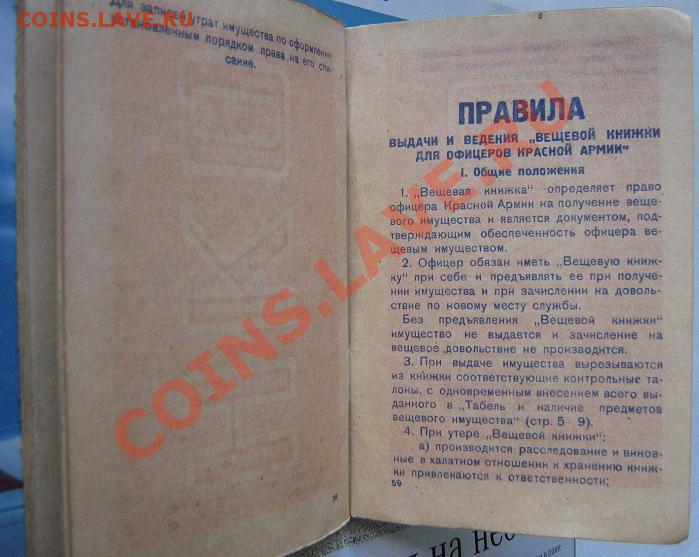 COINS.LAVE.RU
Для записи утрат имущества по оформлении
установленным порядком права на его спи-
сание.
ПРАВИЛА
ВЫДАЧИ И ВЕДЕНИЯ „ВЕЩЕВОЙ КНИЖКИ
ДЛЯ ОФИЦЕРОВ КРАСНОЙ АРМИИ“
I. Общие положения
1. „Вещевая книжка“ определяет право
офицера Красной Армии на получение веще-
вого имущества и является документом, под-
тверждающим обеспеченность офицера ве-
щевым имуществом.
2. Офицер обязан иметь „Вещевую книж-
ку“ при себе и предъявлять ее при получе-
нии имущества и при зачислении на доволь-
ствие по новому месту службы.
Без предъявления „Вещевой книжки“
имущество не выдается и зачисление на
вещевое довольствие не производится.
3. При выдаче имущества вырезываются
из книжки соответствующие контрольные та-
лоны, с одновременным внесением всего вы-
данного в „Табель и наличие предметов
вещевого имущества“ (стр. 5—9).
4. При утере „Вещевой книжки“:
а) производится расследование и винов-
ные в халатном отношении к хранению книж-
ки привлекаются к ответственности;
59
COINS.LAVE.RU
на